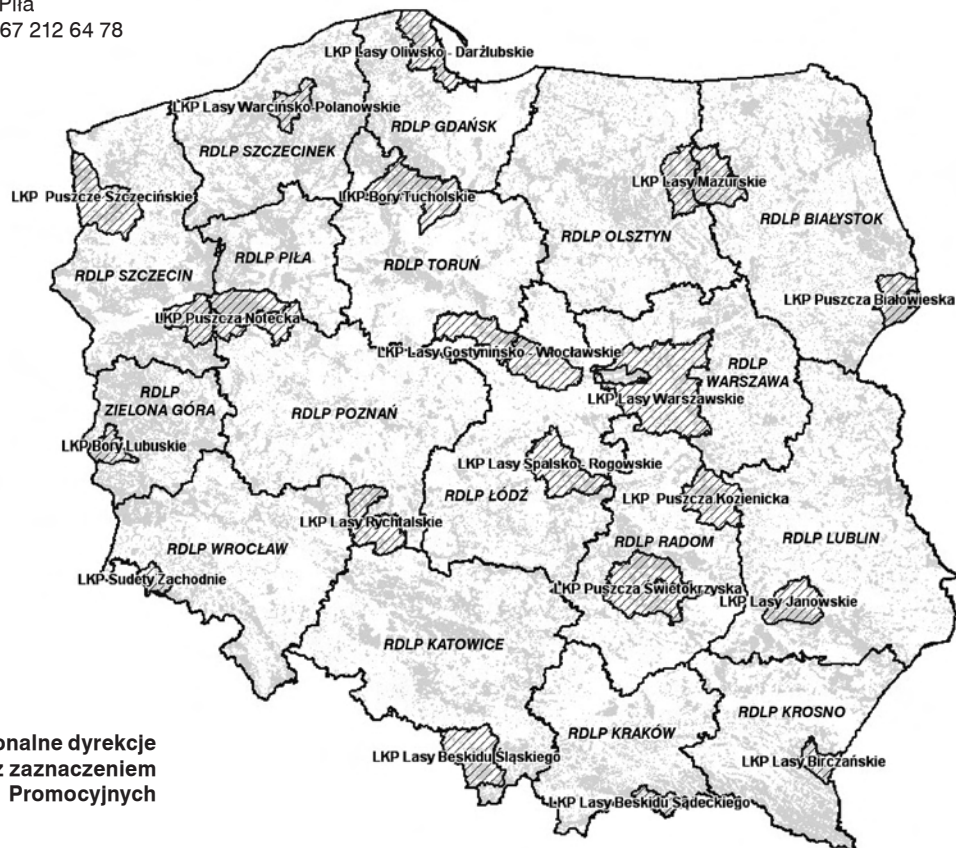 Piła
67 212 64 78
LKP Lasy Oliwsko - Darżlubskie
LKP Lasy Warcińsko-Polanowskie
RDLP GDAŃSK
RDLP SZCZECINEK
LKP Puszcze Szczecińskie
LKP Bory Tucholskie
LKP Lasy Mazurskie
RDLP BIAŁYSTOK
RDLP OLSZTYN
RDLP SZCZECIN
RDLP PIŁA
RDLP TORUŃ
LKP Puszcza Białowieska
LKP Puszcza Notecka
LKP Lasy Gostynińsko - Włocławskie
RDLP
WARSZAWA
RDLP
ZIELONA GÓRA
RDLP POZNAŃ
LKP Lasy Warszawskie
LKP Bory Lubuskie
LKP Lasy Spalsko - Rogowskie
RDLP ŁÓDŹ
LKP Puszcza Kozienicka
LKP Lasy Rychtalskie
RDLP WROCŁAW
RDLP RADOM
RDLP LUBLIN
LKP Sudety Zachodnie
LKP Puszcza Świętokrzyska
LKP Lasy Janowskie
RDLP KATOWICE
RDLP KROSNO
RDLP KRAKÓW
LKP Lasy Beskidu Śląskiego
LKP Lasy Birczańskie
LKP Lasy Beskidu Sądeckiego
onalne dyrekcje
z zaznaczeniem
Promocyjnych